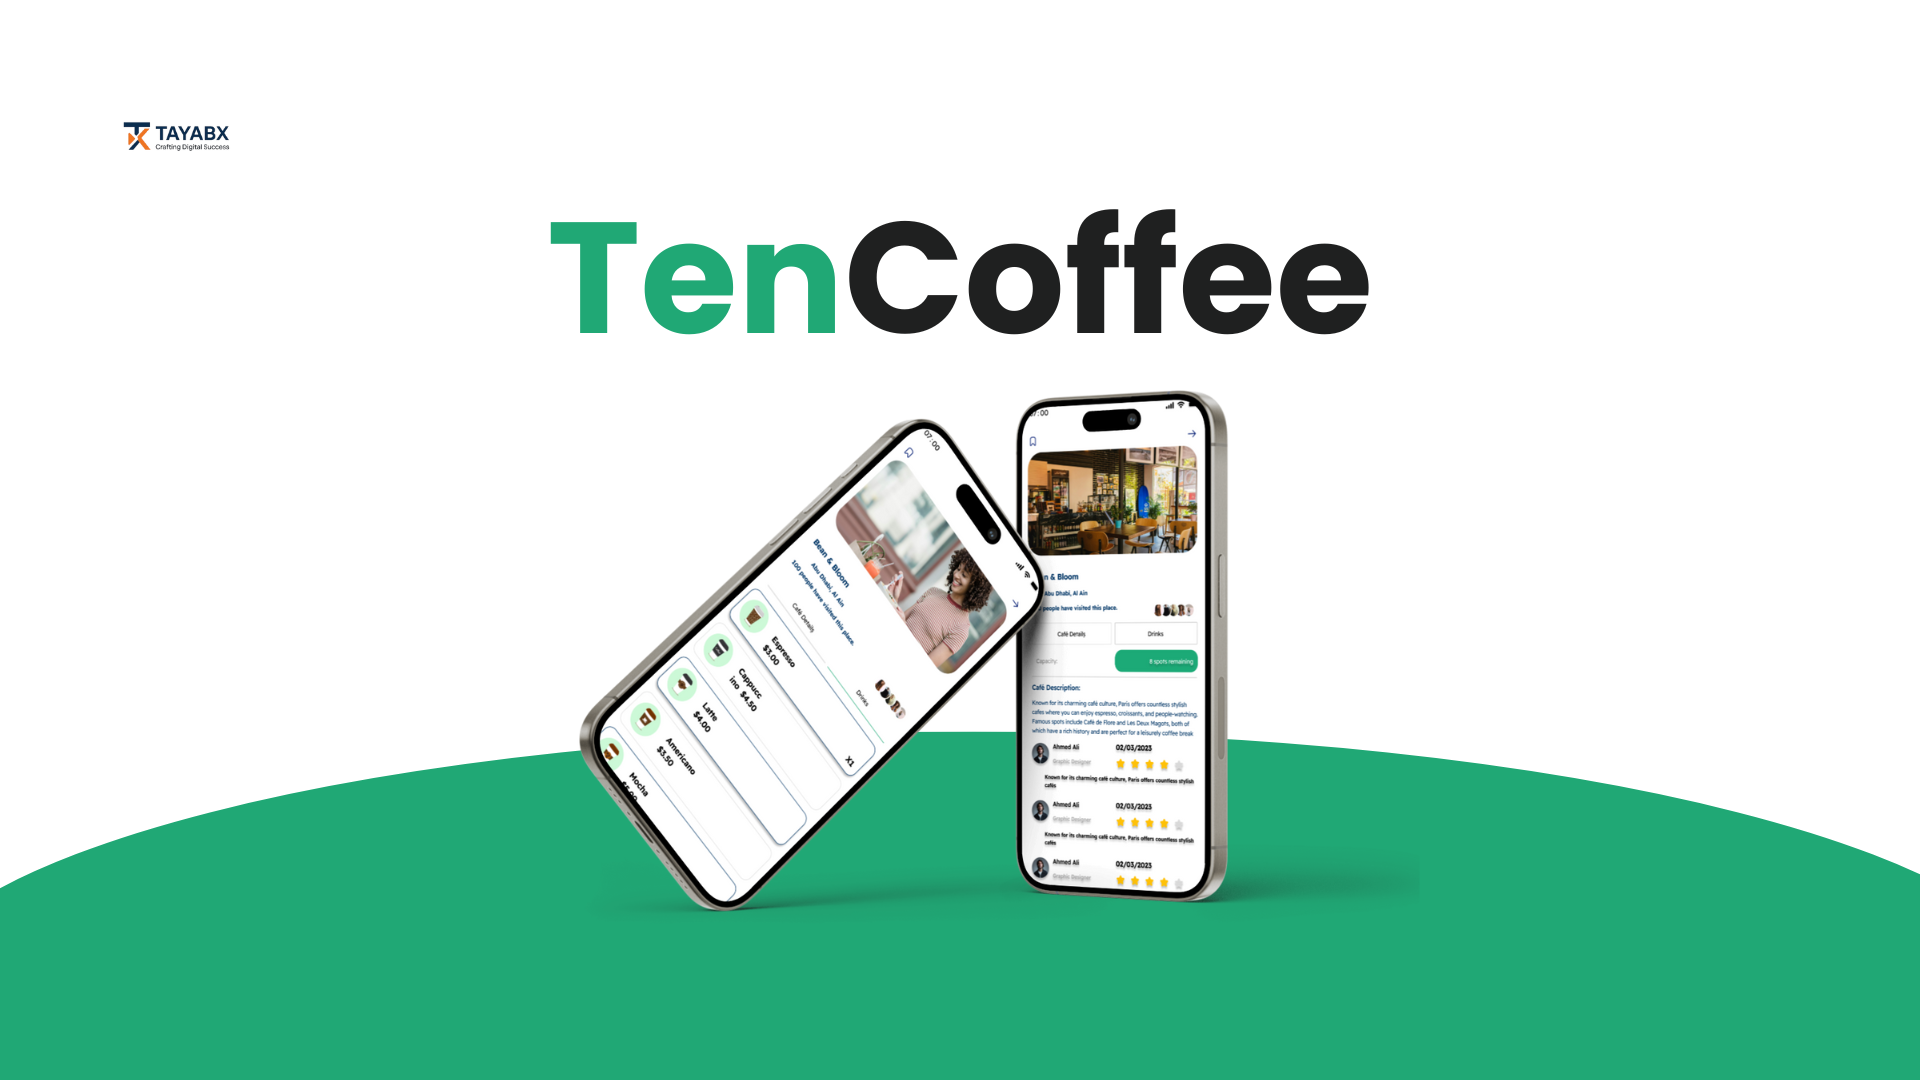 TAYABX
Crafting Digital Success
TenCoffee
07:00
Bean & Bloom
Abu Dhabi, Al Ain
100 people have visited this place.
Café Details
Drinks
Espresso
$3.00
X1
Cappucc
ino $4.50
Latte
$4.00
Americano
$3.50
Mocha
:00
& Bloom
Abu Dhabi, Al Ain
people have visited this place.
Café Details
Drinks
Capacity:
8 spots remaining
Café Description:
Known for its charming café culture, Paris offers countless stylish
cafes where you can enjoy espresso, croissants, and people-watching.
Famous spots include Café de Flore and Les Deux Magots, both of
which have a rich history and are perfect for a leisurely coffee break
Ahmed Ali
02/03/2023
Graphic Designer
Known for its charming café culture, Paris offers countless stylish
cafés
Ahmed Ali
02/03/2023
Graphic Designer
Known for its charming café culture, Paris offers countless stylish
cafés
Ahmed Ali
02/03/2023
Graphic Designer